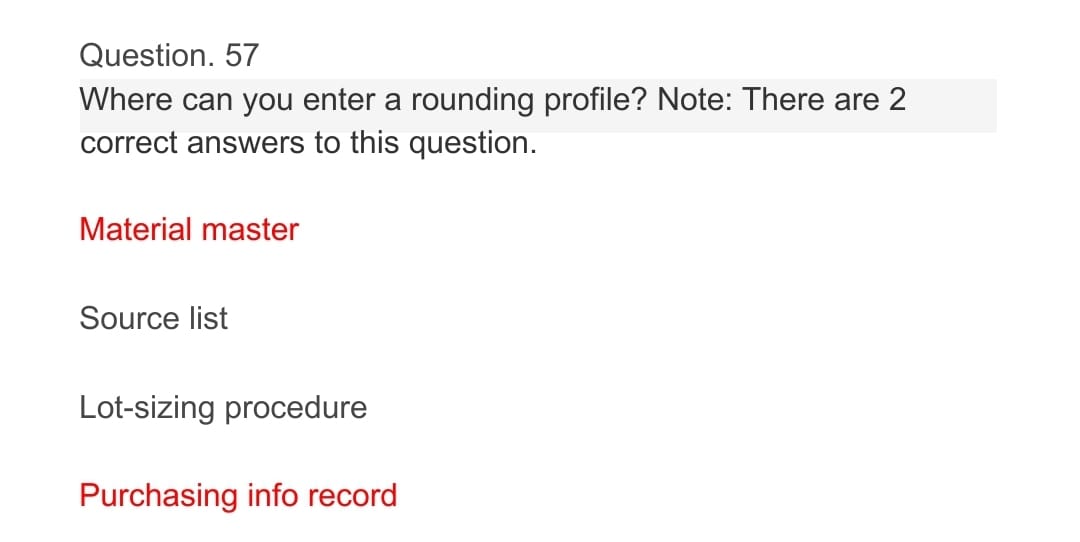 Question. 57
Where can you enter a rounding profile? Note: There are 2
correct answers to this question.
Material master
Source list
Lot-sizing procedure
Purchasing info record